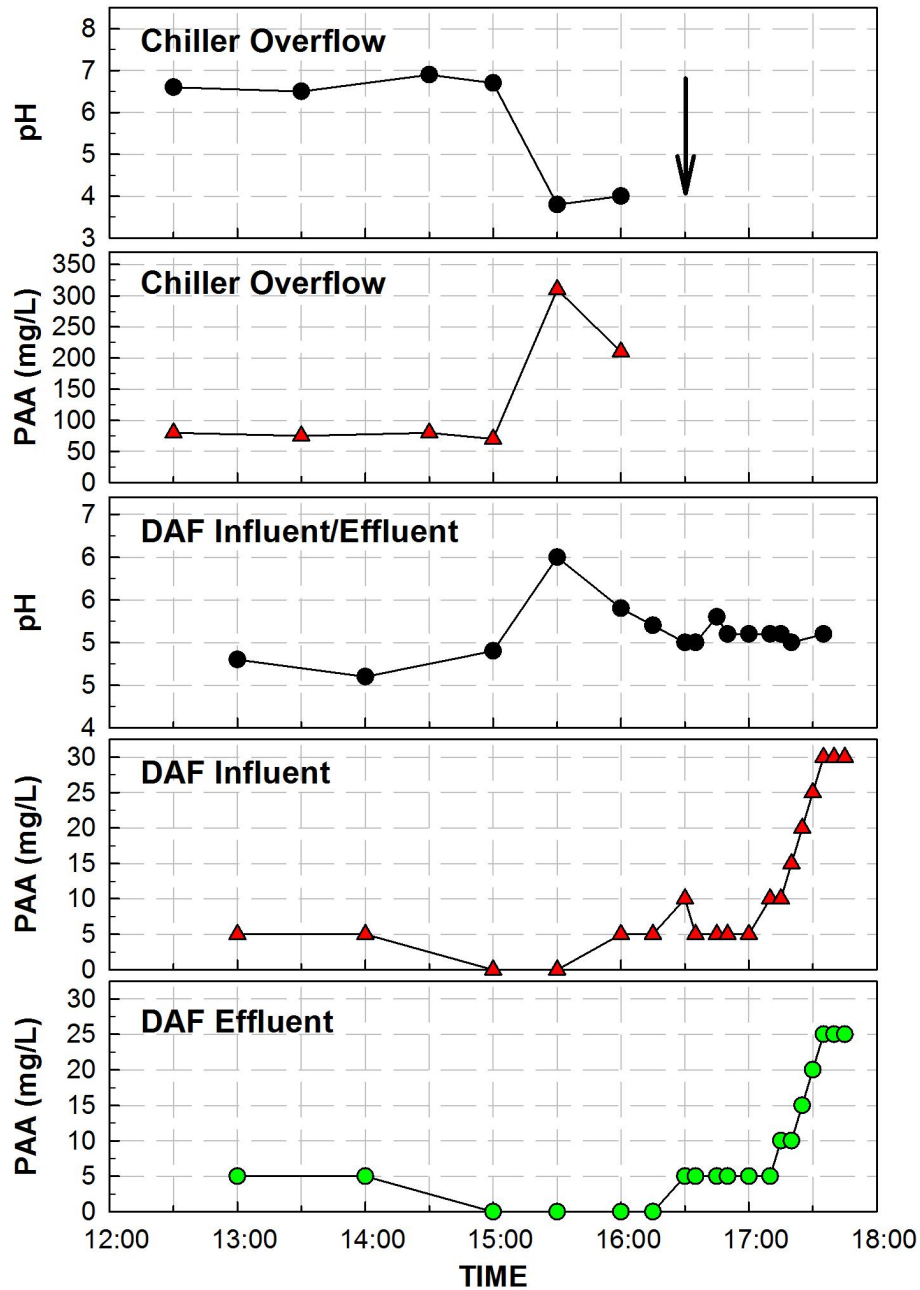 Chiller Overflow
pH
8
7
6
5
4
3
Chiller Overflow
PAA (mg/L)
350
300
250
200
150
100
50
0
DAF Influent/Effluent
pH
7
6
6
5
5
4
DAF Influent
PAA (mg/L)
30
25
20
15
10
5
0
DAF Effluent
PAA (mg/L)
30
25
20
15
10
5
0
12:00 13:00 14:00 15:00 16:00 17:00 18:00
TIME